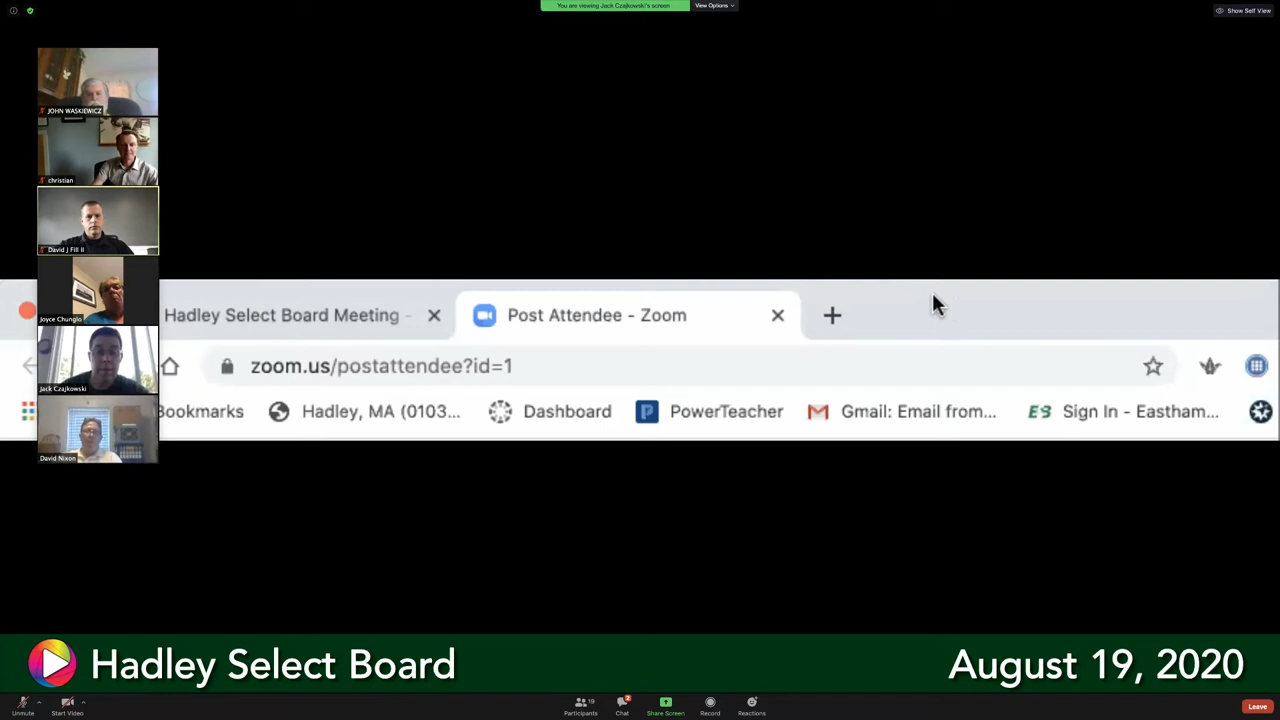 You are viewing Jack Czajkowski's screen
View Options
Show Self View
JOHN WASKIEWICZ
christian
David J Fill II
Joyce Chunglo
Jack Czajkowski
David Nixon
Hadley Select Board Meeting -
Post Attendee - Zoom
zoom.us/postattendee?id=1
Bookmarks Hadley, MA (0103... Dashboard PowerTeacher Gmail: Email from... Sign In - Eastham...
Hadley Select Board
August 19, 2020
Unmute
Start Video
Participants 19
Chat 2
Share Screen
Record
Reactions
Leave